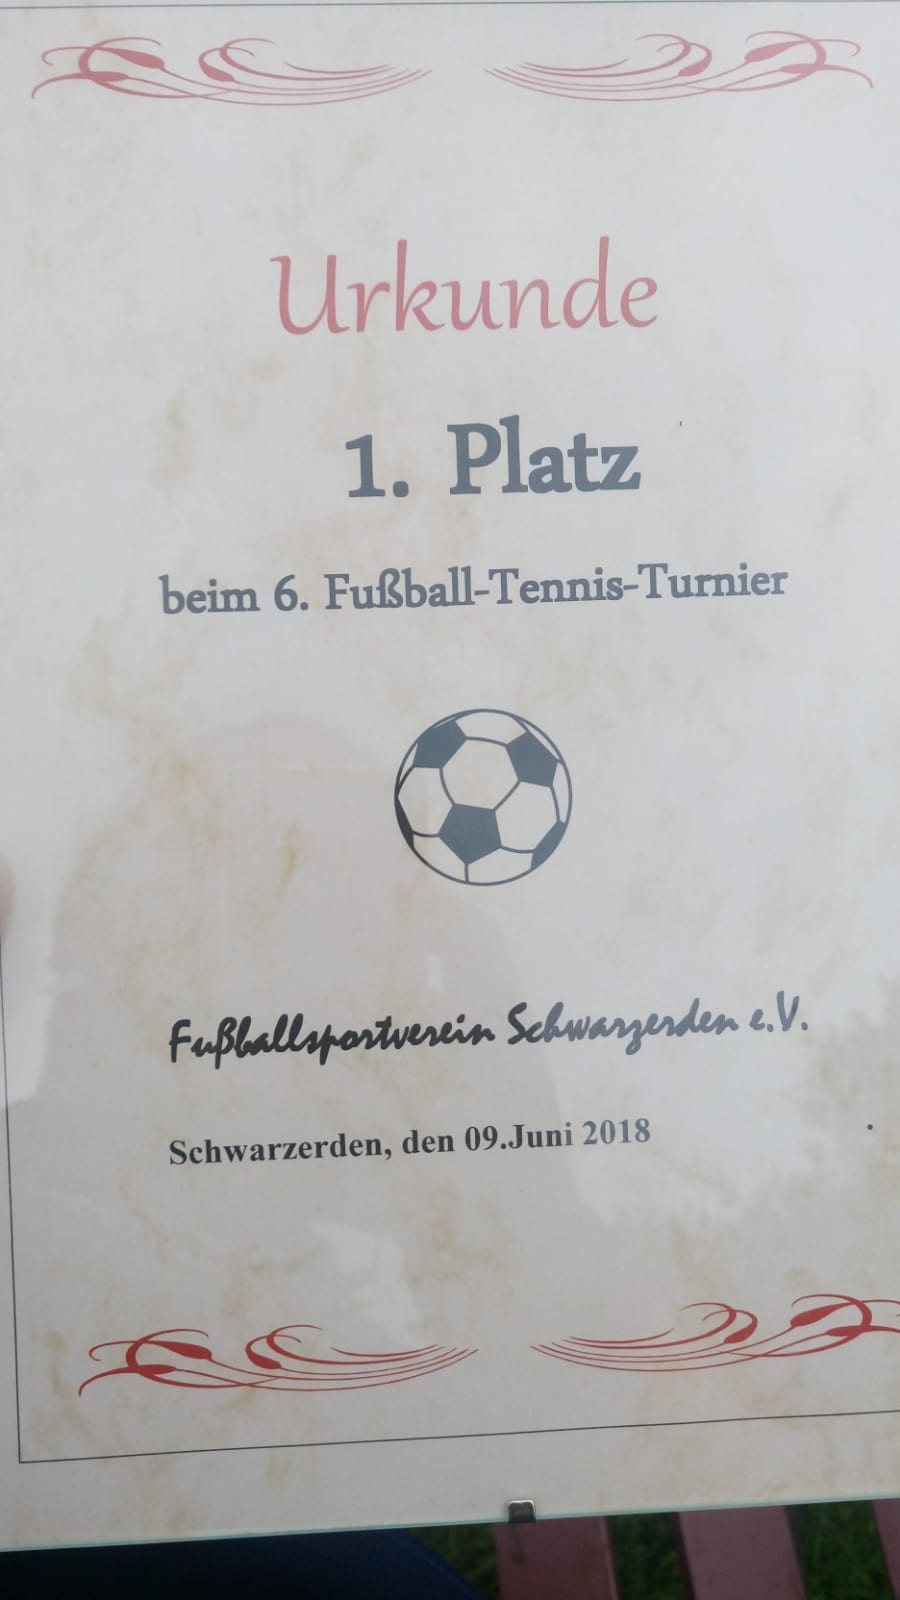 Urkunde
1. Platz
beim 6. Fußball-Tennis-Turnier
Fußballsportverein Schwarzerden e.V.
Schwarzerden, den 09.Juni 2018